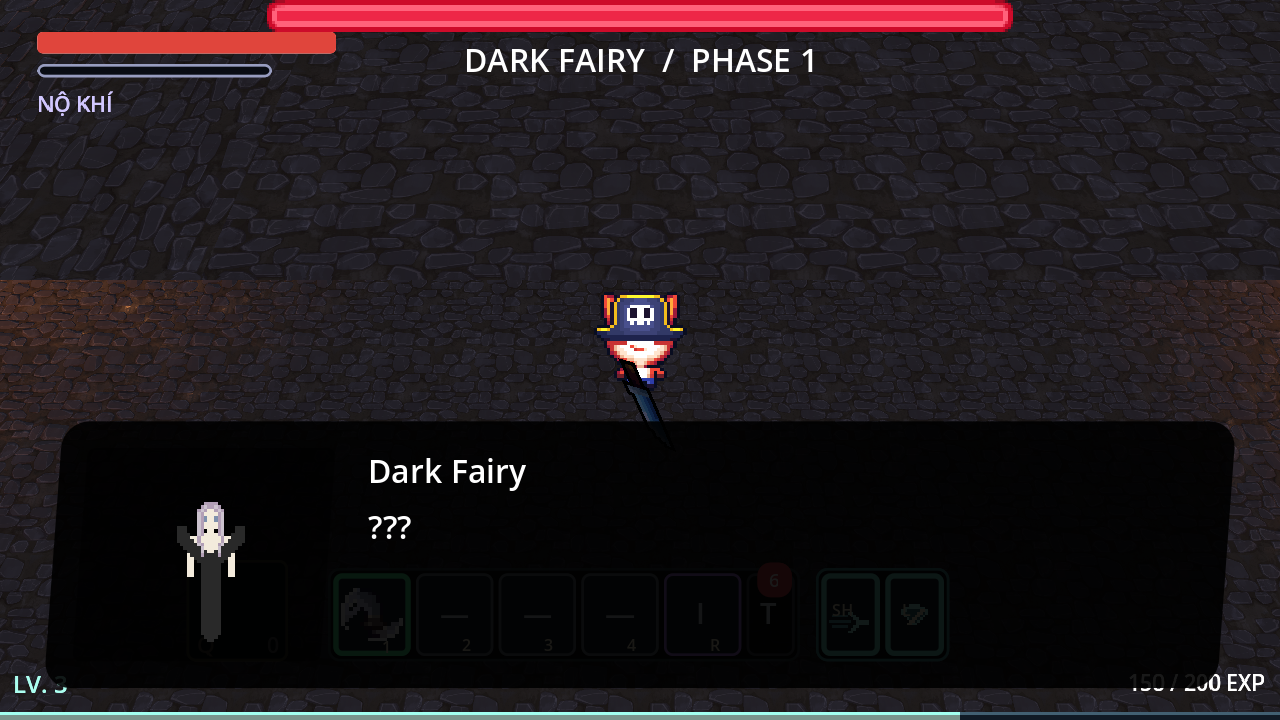 DARK FAIRY / PHASE 1
NỘ KHÍ
Dark Fairy
???
6
SH
T
1
2
3
4
R
0
LV. 3
150 / 200 EXP